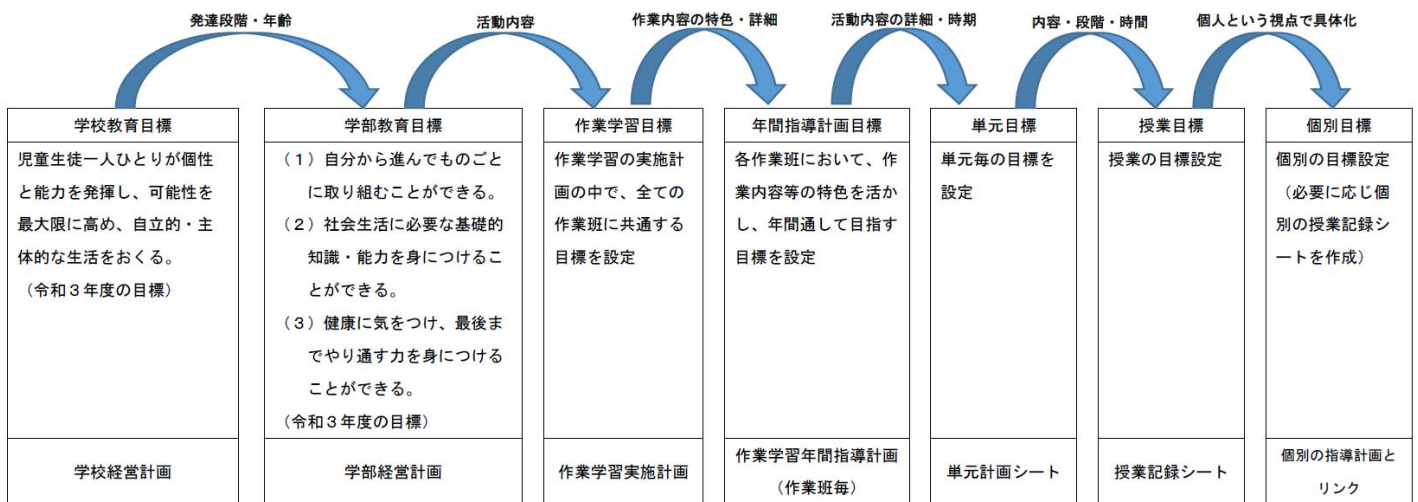 発達段階・年齢
活動内容
作業内容の特色・詳細
活動内容の詳細・時期
内容・段階・時間
個人という視点で具体化
学校教育目標
児童生徒一人ひとりが個性
と能力を発揮し、可能性を
最大限に高め、自立的・主
体的な生活をおくる。
（令和３年度の目標）
学校経営計画
学部教育目標
（１）自分から進んでものごと
に取り組むことができる。
（２）社会生活に必要な基礎的
知識・能力を身につけるこ
とができる。
（３）健康に気をつけ、最後ま
でやり通す力を身につける
ことができる。
（令和３年度の目標）
学部経営計画
作業学習目標
作業学習の実施計
画の中で、全ての
作業班に共通する
目標を設定
作業学習実施計画
年間指導計画目標
各作業班において、作
業内容等の特色を活か
し、年間通して目指す
目標を設定
作業学習年間指導計画
（作業班毎）
単元目標
単元毎の目標を
設定
単元計画シート
授業目標
授業の目標設定
授業記録シート
個別目標
個別の目標設定
（必要に応じ個
別の授業記録シ
ートを作成）
個別の指導計画と
リンク